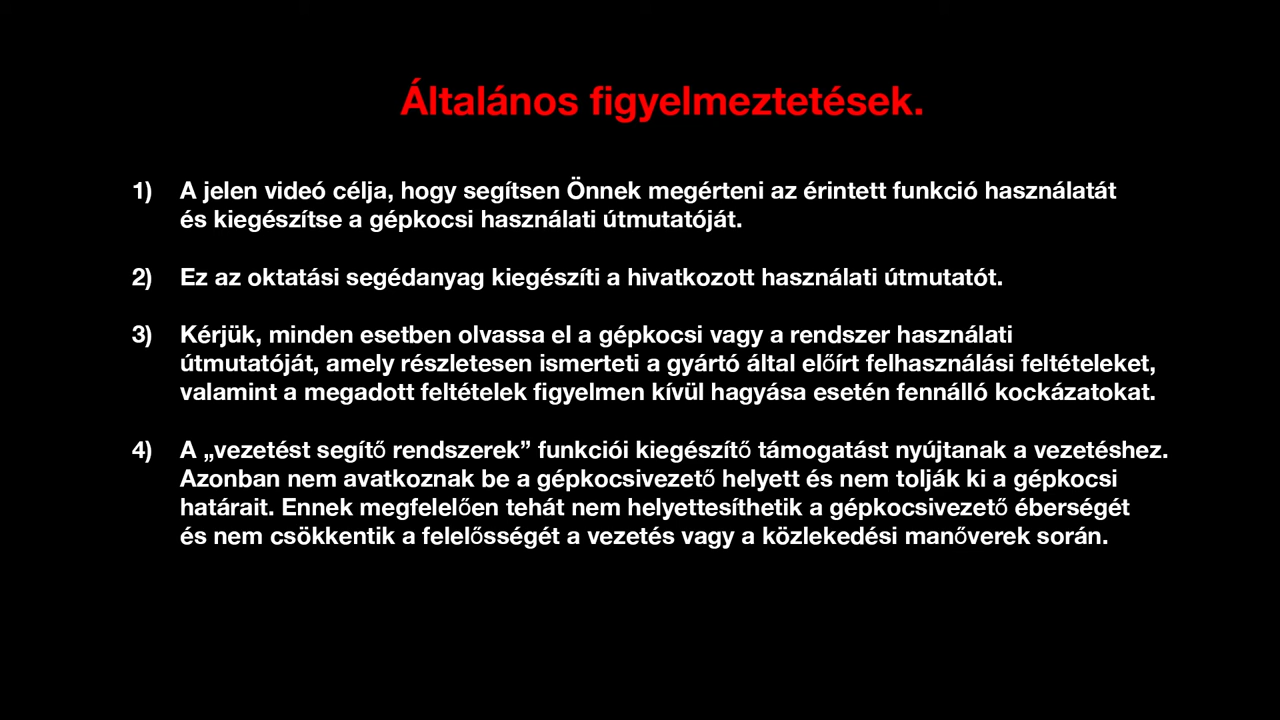 Általános figyelmeztetések.
1) A jelen videó célja, hogy segítsen Önnek megérteni az érintett funkció használatát
és kiegészítse a gépkocsi használati útmutatóját.
2) Ez az oktatási segédanyag kiegészíti a hivatkozott használati útmutatót.
3) Kérjük, minden esetben olvassa el a gépkocsi vagy a rendszer használati
útmutatóját, amely részletesen ismerteti a gyártó által előírt felhasználási feltételeket,
valamint a megadott feltételek figyelmen kívül hagyása esetén fennálló kockázatokat.
4) A „vezetést segítő rendszerek” funkciói kiegészítő támogatást nyújtanak a vezetéshez.
Azonban nem avatkoznak be a gépkocsivezető helyett és nem tolják ki a gépkocsi
határait. Ennek megfelelően tehát nem helyettesíthetik a gépkocsivezető éberségét
és nem csökkentik a felelősségét a vezetés vagy a közlekedési manőverek során.